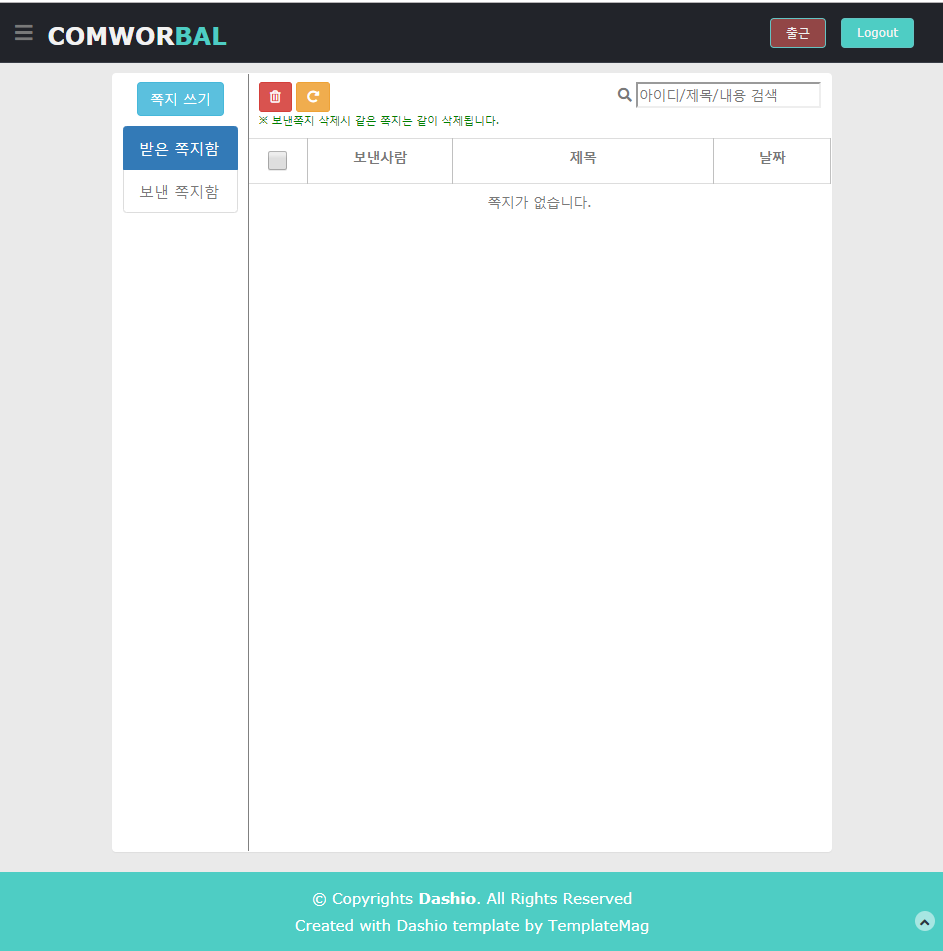 COMWORBAL
출근
Logout
쪽지 쓰기
받은 쪽지함
보낸 쪽지함
아이디/제목/내용 검색
※ 보낸쪽지 삭제시 같은 쪽지는 같이 삭제됩니다.
보낸사람 제목 날짜
쪽지가 없습니다.
© Copyrights Dashio. All Rights Reserved
Created with Dashio template by TemplateMag